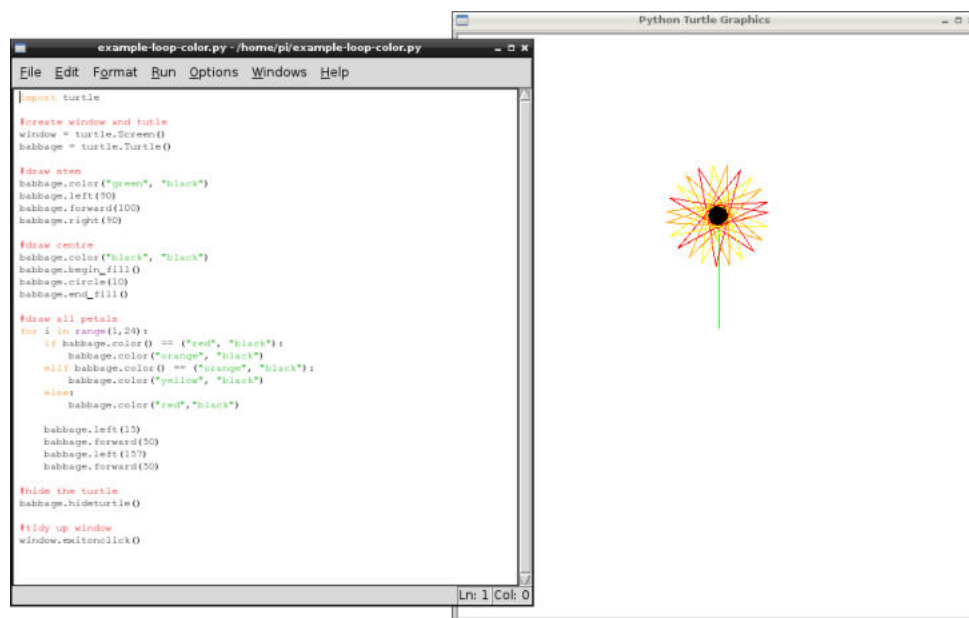 Python Turtle Graphics
example-loop-color.py - /home/pi/example-loop-color.py
File Edit Format Run Options Windows Help
import turtle
#create window and tutle
window = turtle.Screen()
babbage = turtle.Turtle()
#draw stem
babbage.color("green", "black")
babbage.left(90)
babbage.forward(100)
babbage.right(90)
#draw centre
babbage.color("black", "black")
babbage.begin_fill()
babbage.circle(10)
babbage.end_fill()
#draw all petals
for i in range(1,24):
    if babbage.color() == ("red", "black"):
        babbage.color("orange", "black")
    elif babbage.color() == ("orange", "black"):
        babbage.color("yellow", "black")
    else:
        babbage.color("red","black")
    babbage.left(15)
    babbage.forward(50)
    babbage.left(157)
    babbage.forward(50)
#hide the turtle
babbage.hideturtle()
#tidy up window
window.exitonclick()
Ln: 1 Col: 0